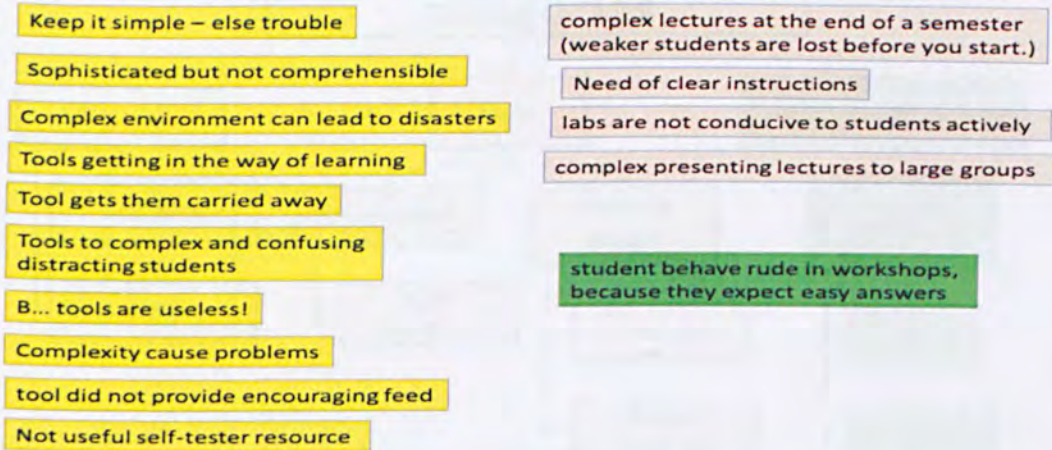 Keep it simple – else trouble
Sophisticated but not comprehensible
Complex environment can lead to disasters
Tools getting in the way of learning
Tool gets them carried away
Tools to complex and confusing
distracting students
B... tools are useless!
Complexity cause problems
tool did not provide encouraging feed
Not useful self-tester resource
complex lectures at the end of a semester
(weaker students are lost before you start.)
Need of clear instructions
labs are not conducive to students actively
complex presenting lectures to large groups
student behave rude in workshops,
because they expect easy answers